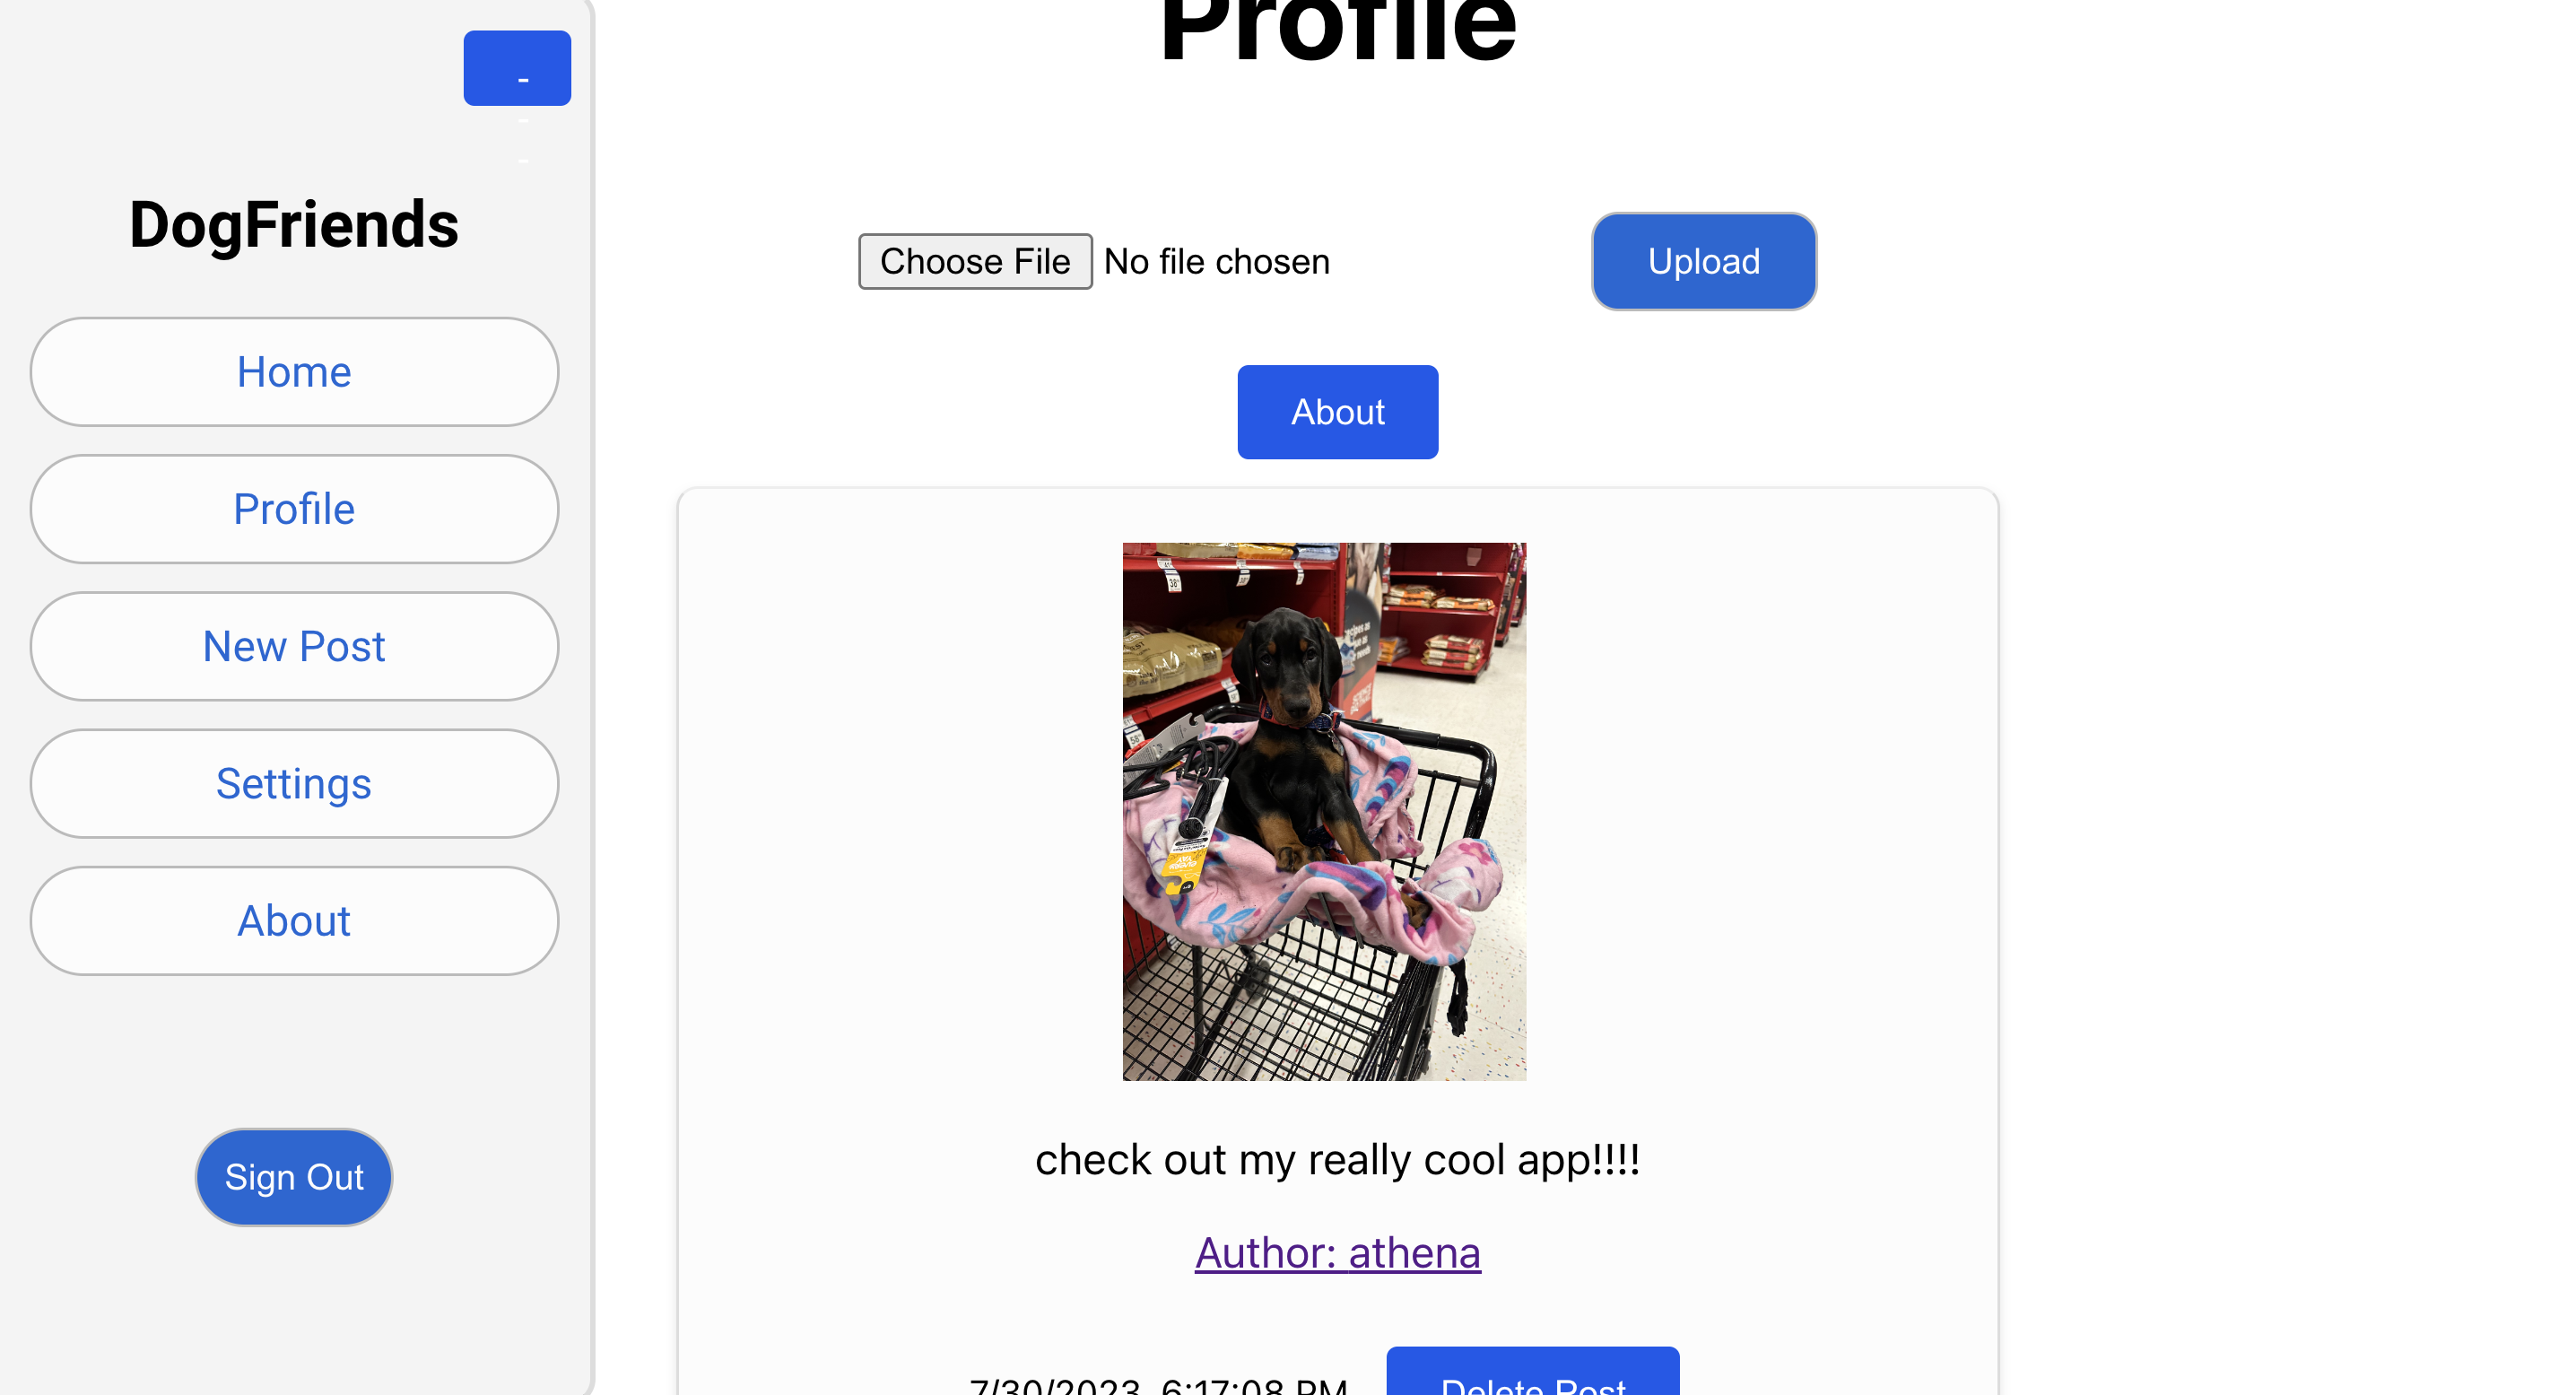 Profile
-
-
-
DogFriends
Home
Profile
New Post
Settings
About
Sign Out
Choose File No file chosen
Upload
About
38
check out my really cool app!!!!
Author: athena
7/30/2023, 6:17:08 PM
Delete Post